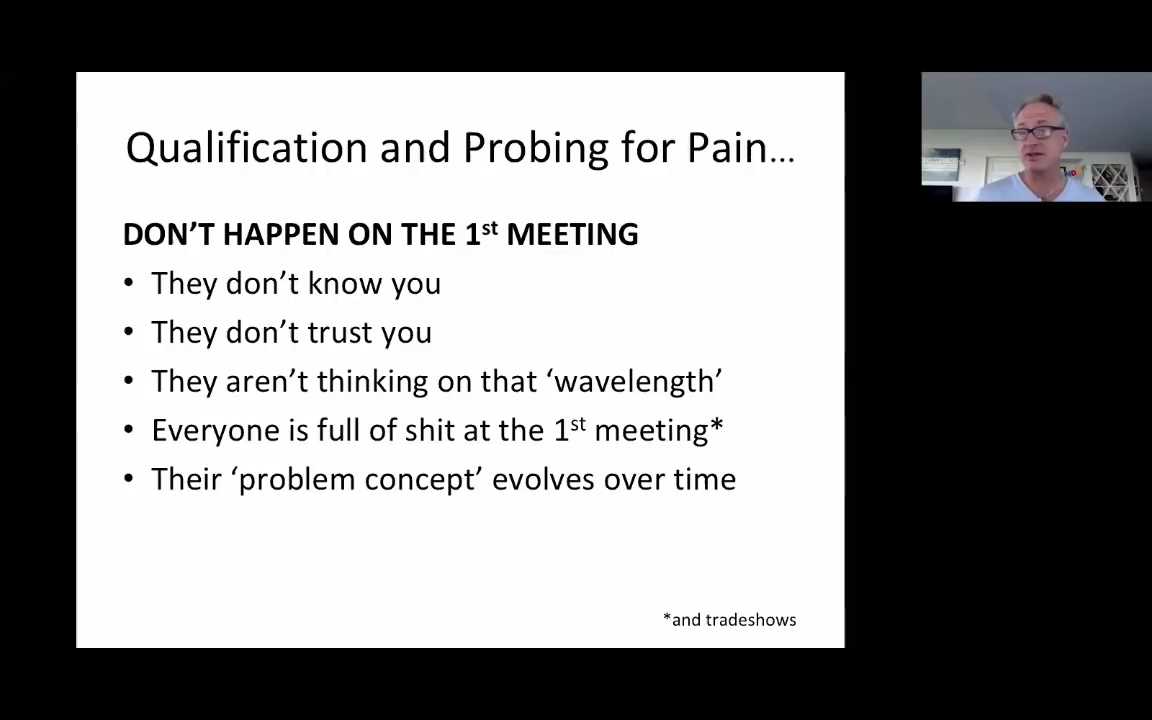 Qualification and Probing for Pain...
DON’T HAPPEN ON THE 1st MEETING
• They don’t know you
• They don’t trust you
• They aren’t thinking on that ‘wavelength’
• Everyone is full of shit at the 1st meeting*
• Their ‘problem concept’ evolves over time
*and tradeshows